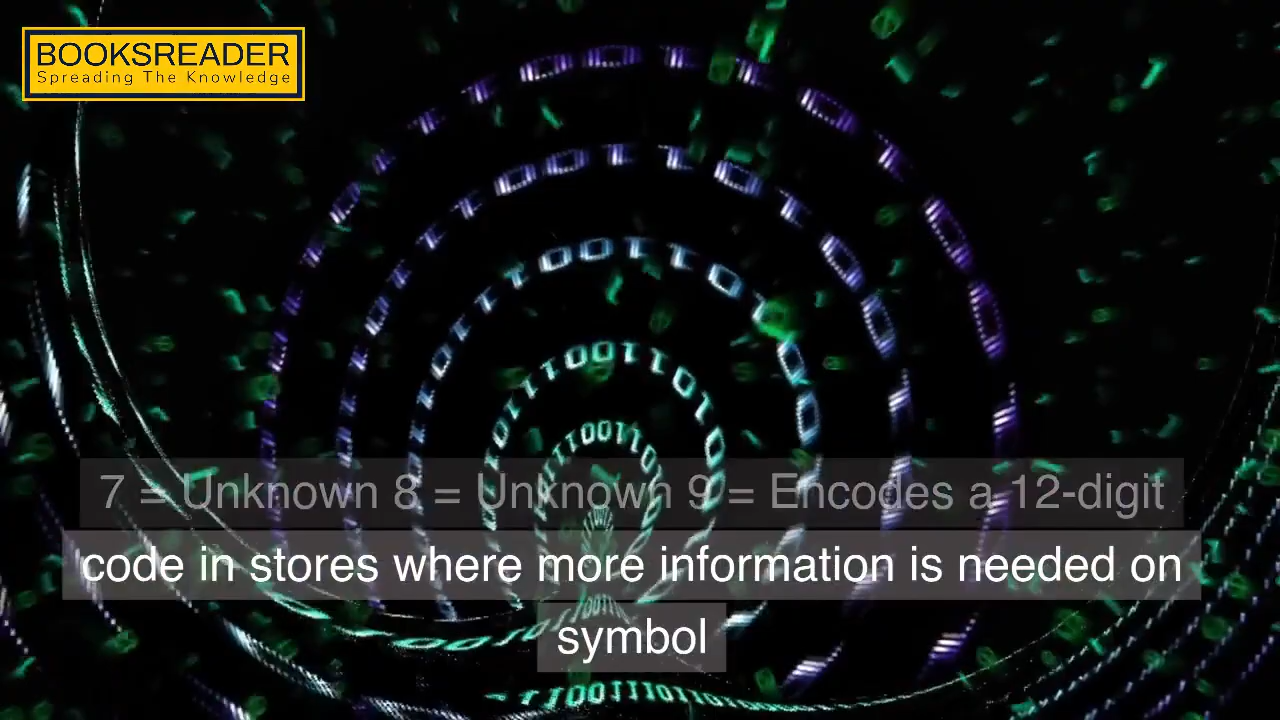 BOOKSREADER
Spreading The Knowledge
7 = Unknown 8 = Unknown 9 = Encodes a 12-digit
code in stores where more information is needed on
symbol